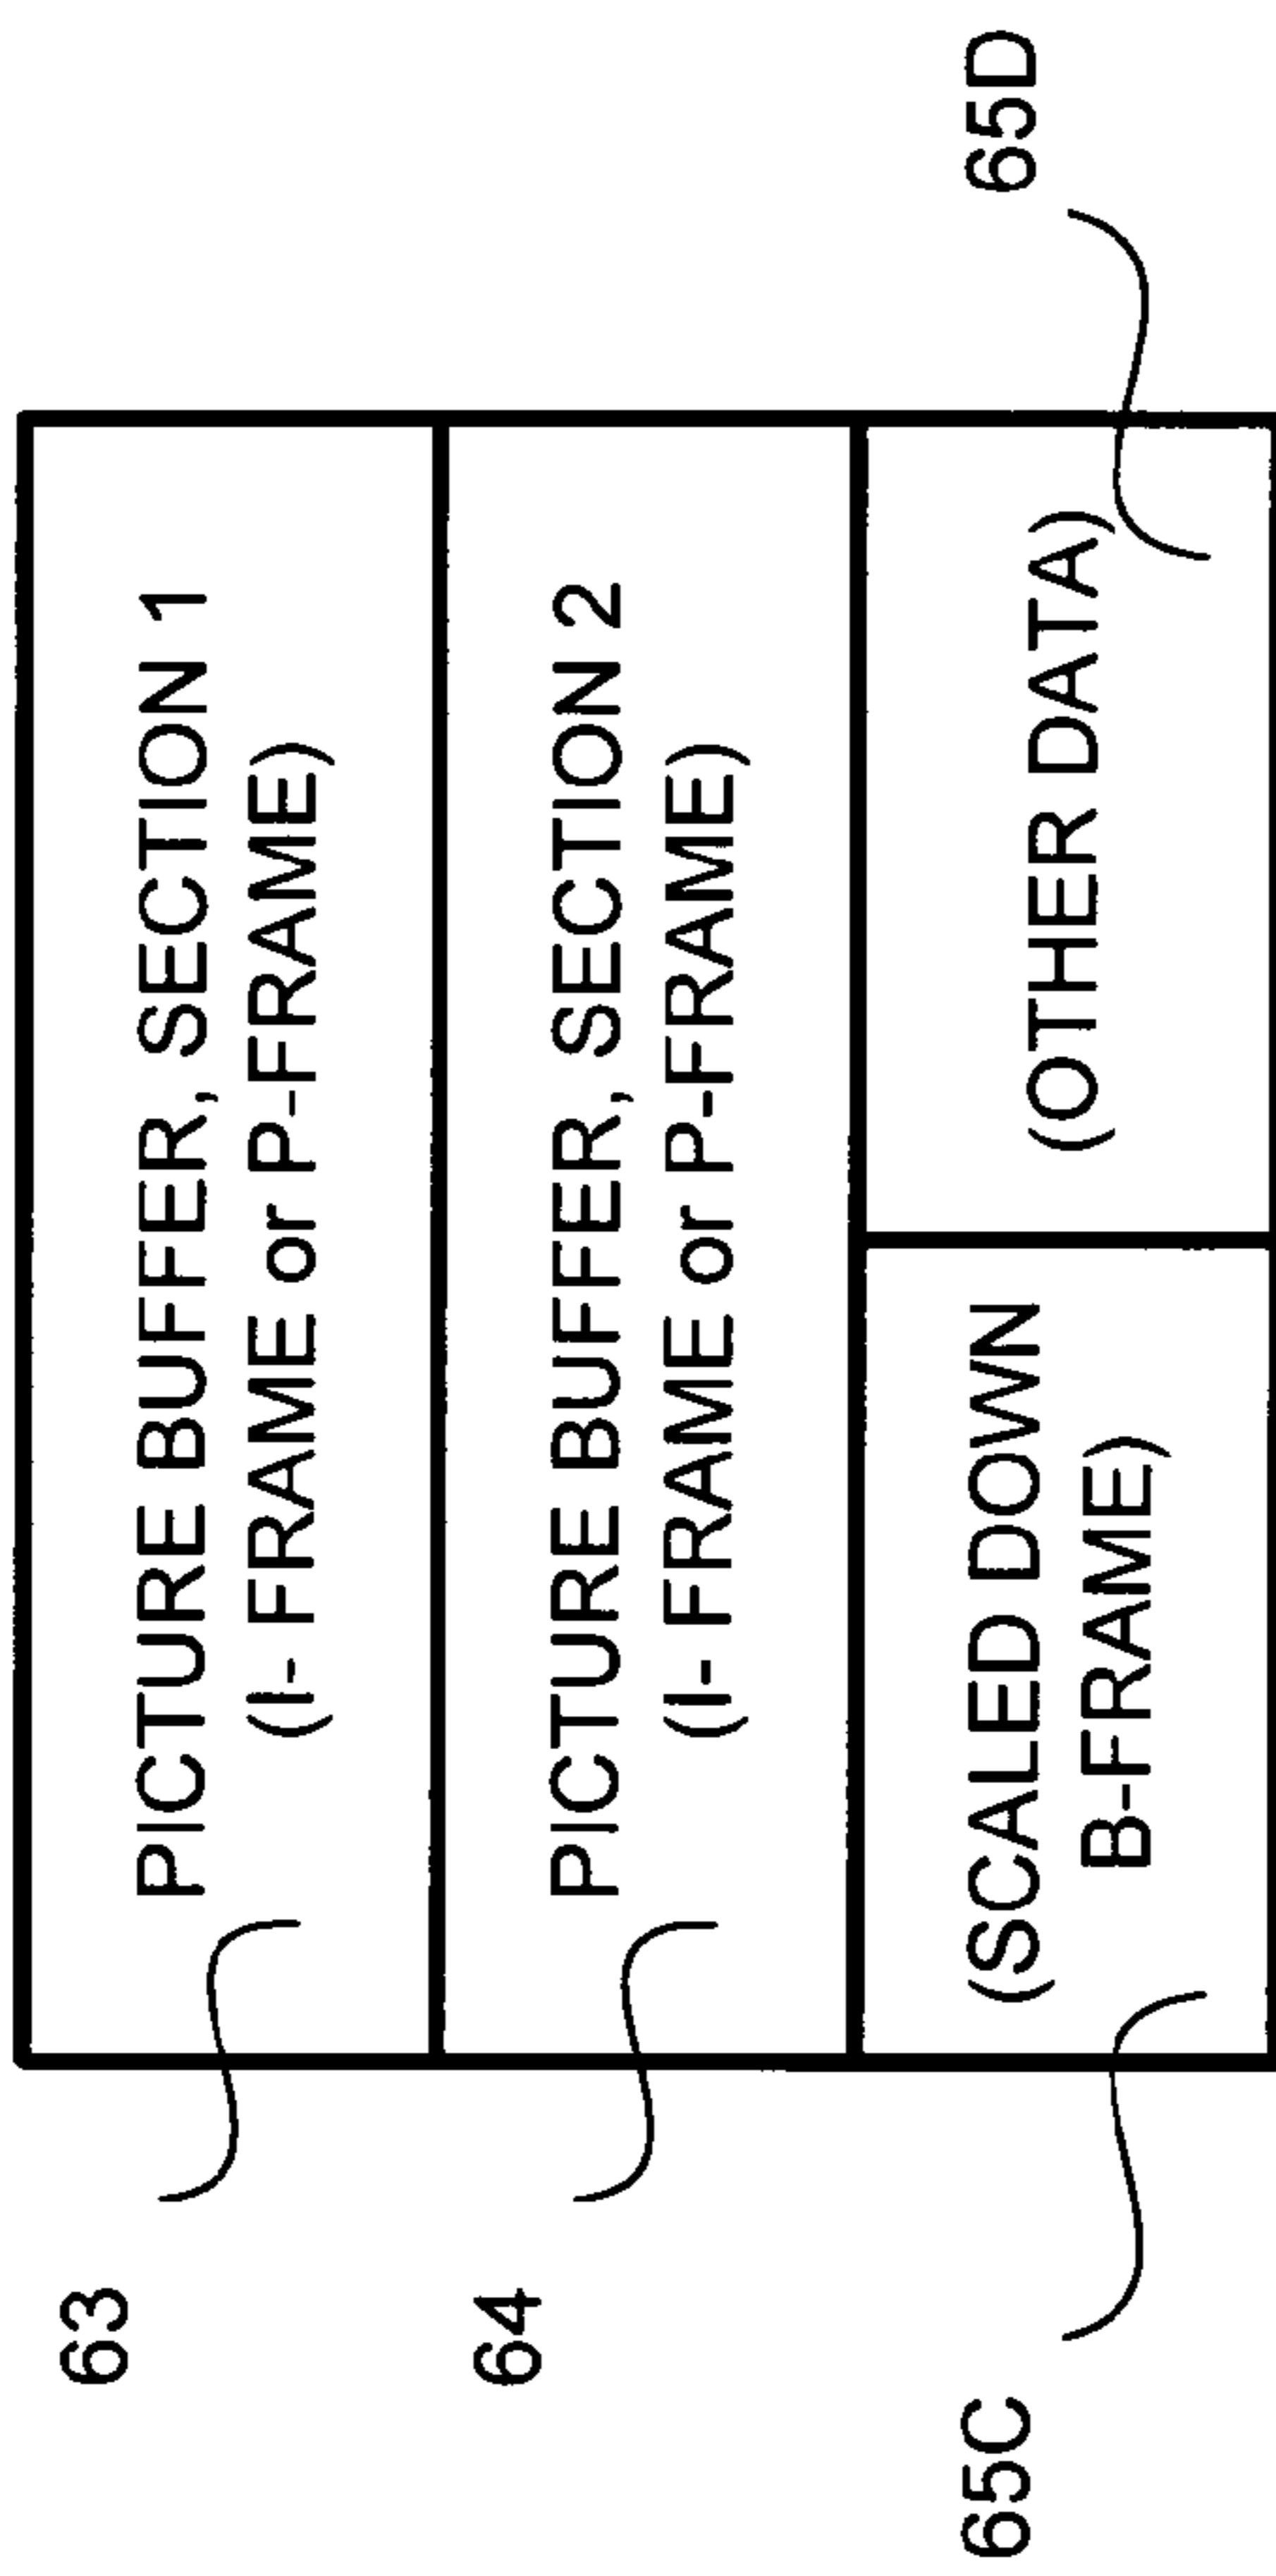 63
PICTURE BUFFER, SECTION 1
(I- FRAME or P-FRAME)
64
PICTURE BUFFER, SECTION 2
(I- FRAME or P-FRAME)
65C
(SCALED DOWN
B-FRAME)
(OTHER DATA)
65D